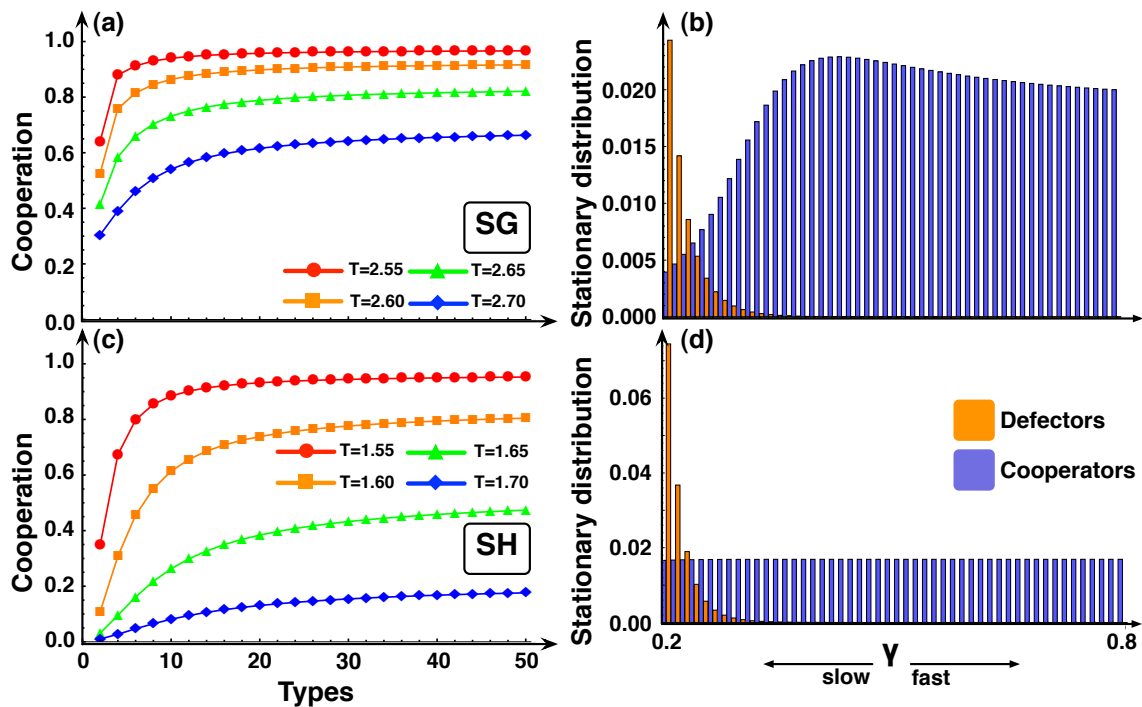 (a)
1.0
0.8
0.6
0.4
0.2
0.0
Cooperation
SG
T=2.55
T=2.65
T=2.60
T=2.70
(b)
0.020
0.015
0.010
0.005
0.000
Stationary distribution
(c)
1.0
0.8
0.6
0.4
0.2
0.0
Cooperation
T=1.55
T=1.65
T=1.60
T=1.70
SH
0
10
20
30
40
50
Types
(d)
0.06
0.04
0.02
0.00
Stationary distribution
Defectors
Cooperators
0.2
0.8
γ
slow
fast